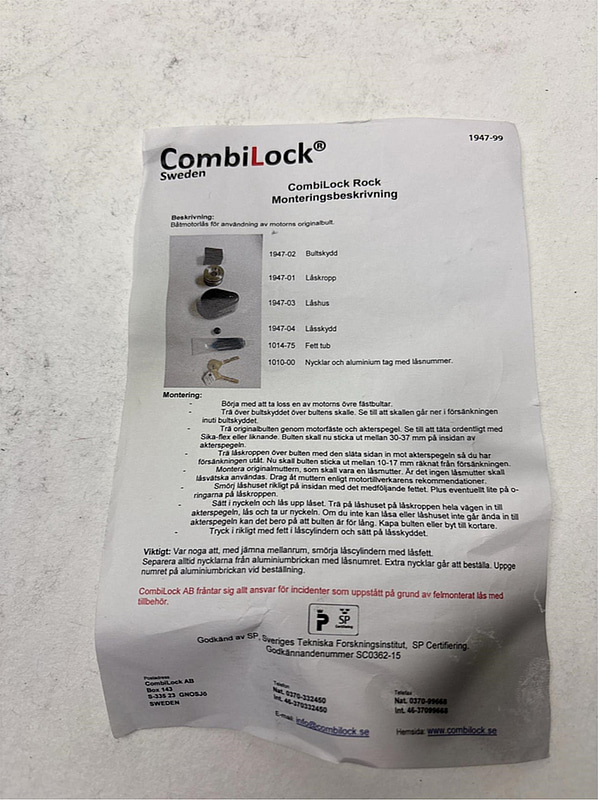 1947-99
CombiLock®
Sweden
CombiLock Rock
Monteringsbeskrivning
Beskrivning:
Båtmotorlås för användning av motorns originalbult.
1947-02 Bultskydd
1947-01 Låskropp
1947-03 Låshus
1947-04 Låsskydd
1014-75 Fett tub
1010-00 Nycklar och aluminium tag med låsnummer.
Montering:
- Börja med att ta loss en av motorns övre fästbultar.
- Trä över bultskyddet över bultens skalle. Se till att skallen går ner i försänkningen
inuti bultskyddet.
- Trä originalbulten genom motorfäste och akterspegel. Se till att täta ordentligt med
Sika-flex eller liknande. Bulten skall nu sticka ut mellan 30-37 mm på insidan av
akterspegeln.
- Trä låskroppen över bulten med den släta sidan in mot akterspegeln så du har
försänkningen utåt. Nu skall bulten sticka ut mellan 10-17 mm räknat från försänkningen.
- Montera originalmuttern, som skall vara en låsmutter. Är det ingen låsmutter skall
låsvätska användas. Drag åt muttern enligt motortillverkarens rekommendationer.
- Smörj låshuset rikligt på insidan med det medföljande fettet. Plus eventuellt lite på o-
ringarna på låskroppen.
- Sätt i nyckeln och lås upp låset. Trä på låshuset på låskroppen hela vägen in till
akterspegeln, lås och ta ur nyckeln. Om du inte kan låsa eller låshuset inte går ända in till
akterspegeln kan det bero på att bulten är för lång. Kapa bulten eller byt till kortare.
- Tryck i rikligt med fett i låscylindern och sätt på låsskyddet.
Viktigt: Var noga att, med jämna mellanrum, smörja låscylindern med låsfett.
Separera alltid nycklarna från aluminiumbrickan med låsnumret. Extra nycklar går att beställa. Uppge
numret på aluminiumbrickan vid beställning.
CombiLock AB fråntar sig allt ansvar för incidenter som uppstått på grund av felmonterat lås med
tillbehör.
P SP
Certifiering
Godkänd av SP, Sveriges Tekniska Forskningsinstitut, SP Certifiering.
Godkännandenummer SC0362-15
Postadress
CombiLock AB
Box 143
S-335 23 GNOSJÖ
SWEDEN
Telefon
Nat. 0370-332450
Int. 46-370332450
E-mail: info@combilock.se
Telefax
Nat. 0370-99668
Int. 46-37099668
Hemsida: www.combilock.se